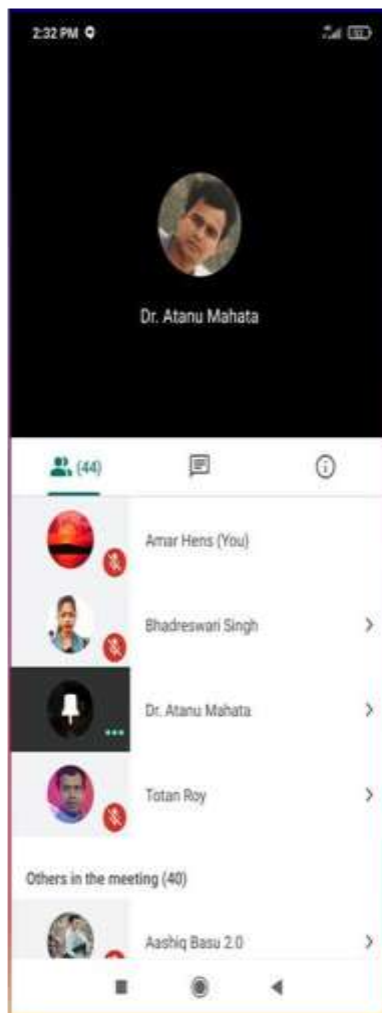 2:32 PM
Dr. Atanu Mahata
(44)
Amar Hens (You)
Bhadreswari Singh
Dr. Atanu Mahata
Totan Roy
Others in the meeting (40)
Aashiq Basu 2.0